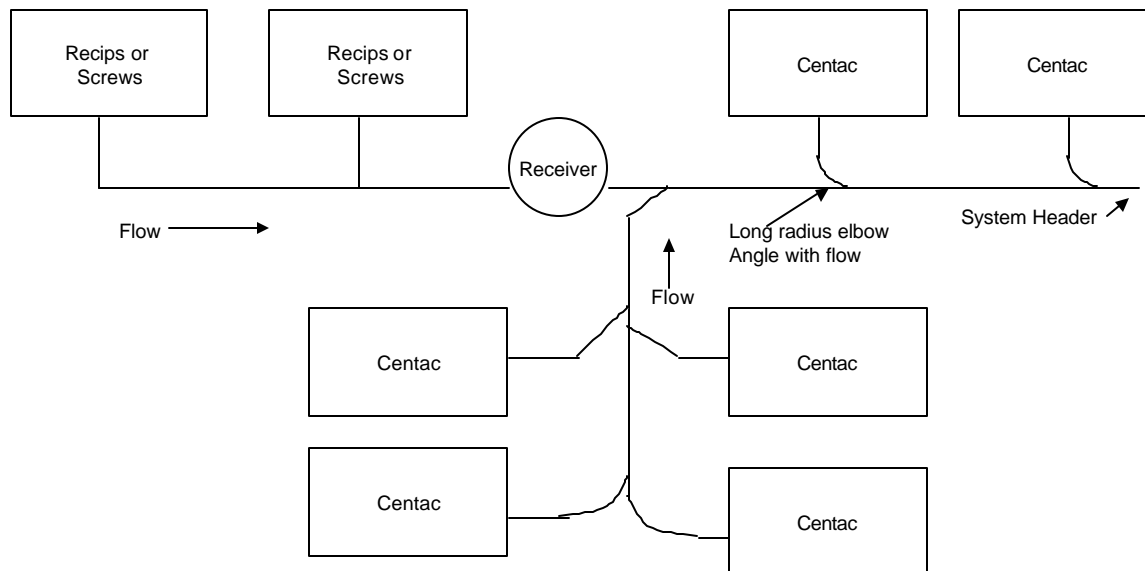 Recips or
Screws
Recips or
Screws
Centac
Centac
Receiver
Flow
Long radius elbow
Angle with flow
System Header
Flow
Centac
Centac
Centac
Centac